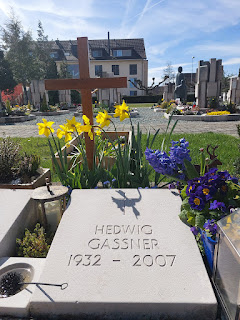 HEDWIG
GASSNER
1932 - 2007